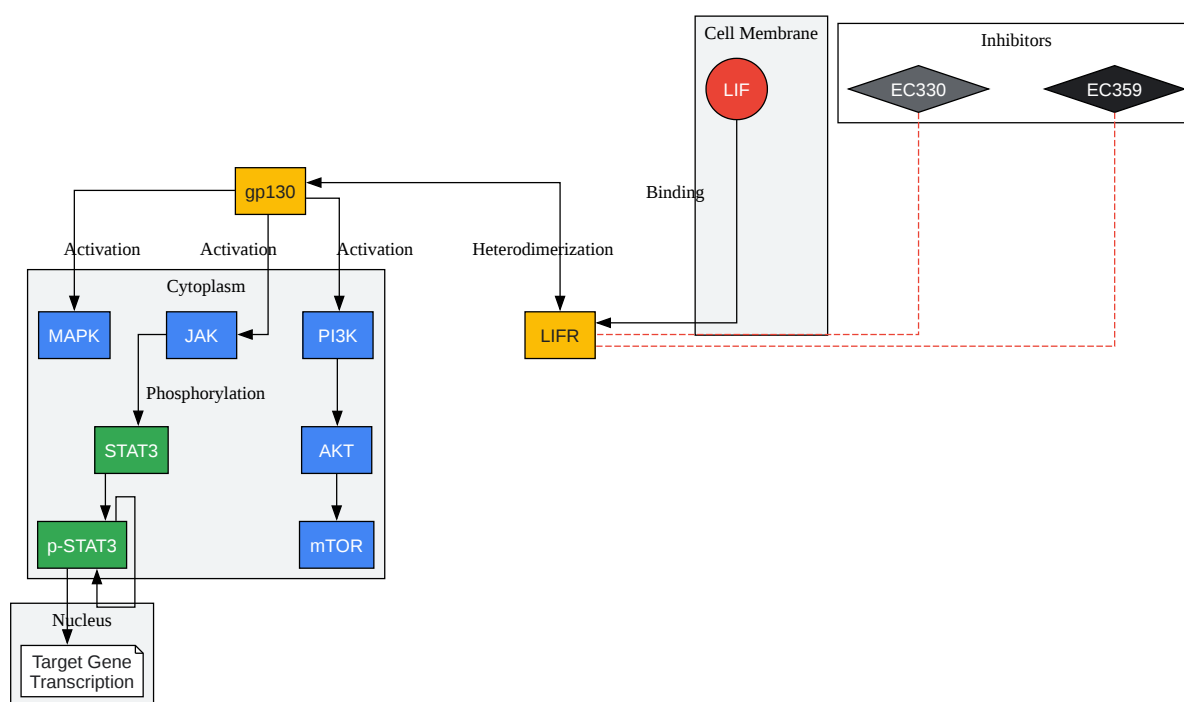 Cell Membrane
Inhibitors
LIF
EC330
EC359
gp130
Binding
Activation
Activation
Activation
Heterodimerization
Cytoplasm
MAPK
JAK
PI3K
LIFR
Phosphorylation
STAT3
AKT
p-STAT3
mTOR
Nucleus
Target Gene
Transcription